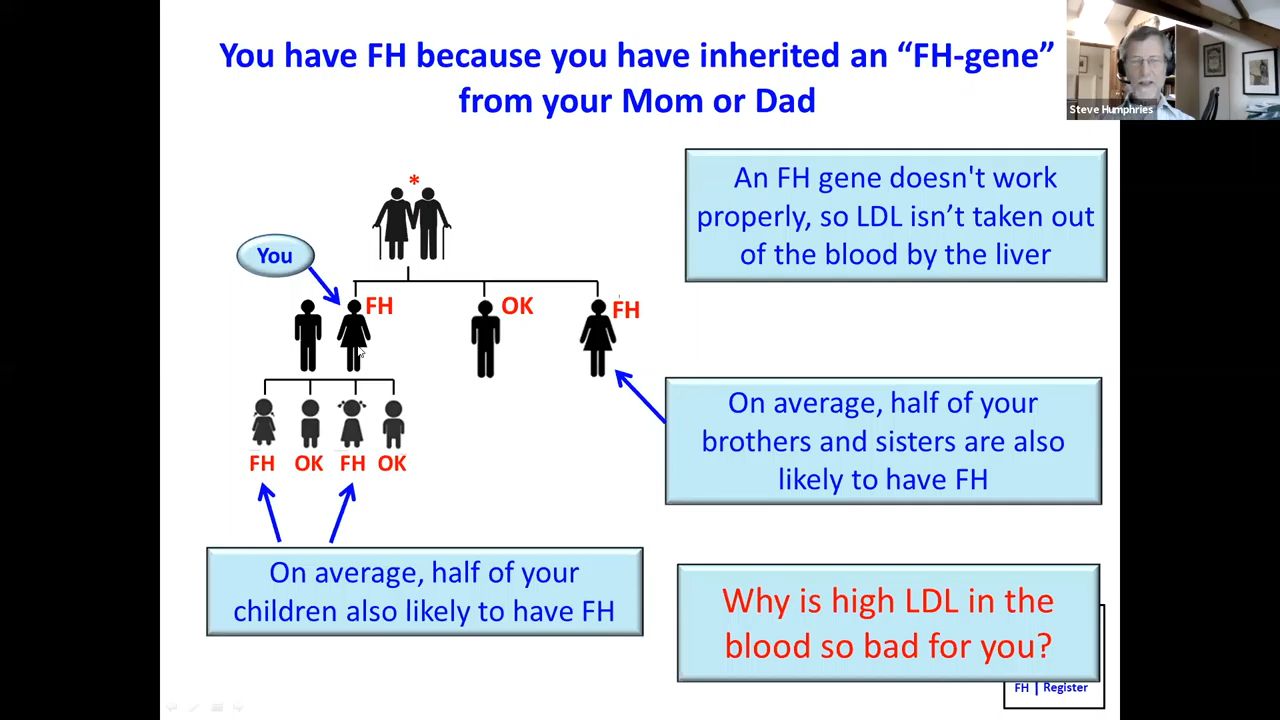 You have FH because you have inherited an “FH-gene”
from your Mom or Dad
Steve Humphries
*
An FH gene doesn't work
properly, so LDL isn’t taken out
of the blood by the liver
You
FH
OK
FH
On average, half of your
brothers and sisters are also
likely to have FH
FH OK FH OK
On average, half of your
children also likely to have FH
Why is high LDL in the
blood so bad for you?
FH | Register